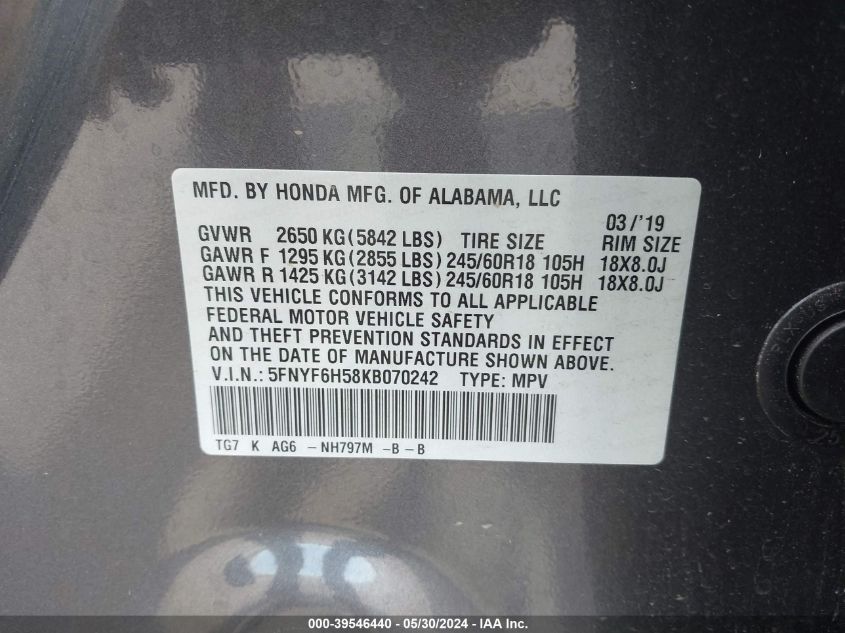 MFD. BY HONDA MFG. OF ALABAMA, LLC
03/'19
GVWR 2650 KG(5842 LBS) TIRE SIZE RIM SIZE
GAWR F 1295 KG(2855 LBS) 245/60R18 105H 18X8.0J
GAWR R 1425 KG(3142 LBS) 245/60R18 105H 18X8.0J
THIS VEHICLE CONFORMS TO ALL APPLICABLE
FEDERAL MOTOR VEHICLE SAFETY
AND THEFT PREVENTION STANDARDS IN EFFECT
ON THE DATE OF MANUFACTURE SHOWN ABOVE.
V.I.N.: 5FNYF6H58KB070242 TYPE: MPV
TG7 K AG6 -NH797M -B-B
000-39546440 - 05/30/2024 - IAA Inc.